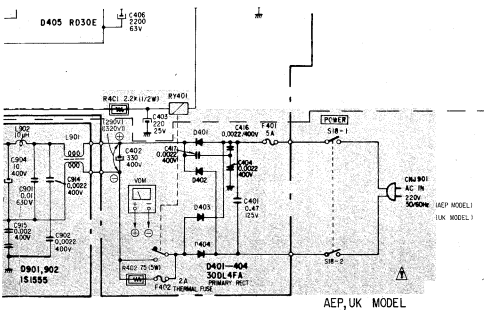 D405 RD30E
C406
2200
63V
R401 2.2k (1/2W)
RY401
(290V)
(320V)
C403
220
25V
D401
C416
0.0022/400V
F401
5A
POWER
S18-1
L902
10μH
L901
C402
330
400V
C417
0.0022
400V
C404
0.0022
400V
C904
10
400V
C914
0.0022
400V
C901
0.01
630V
VOM
D402
C401
0.47
125V
CNJ901
AC IN
220V
50/60Hz
(AEP MODEL)
(UK MODEL)
D403
C915
0.002
400V
C902
0.0022
400V
D404
S18-2
D901,902
1S1555
R402 75(5W)
F402
2A
THERMAL FUSE
D401-404
30DL4FA
PRIMARY RECT
AEP, UK MODEL